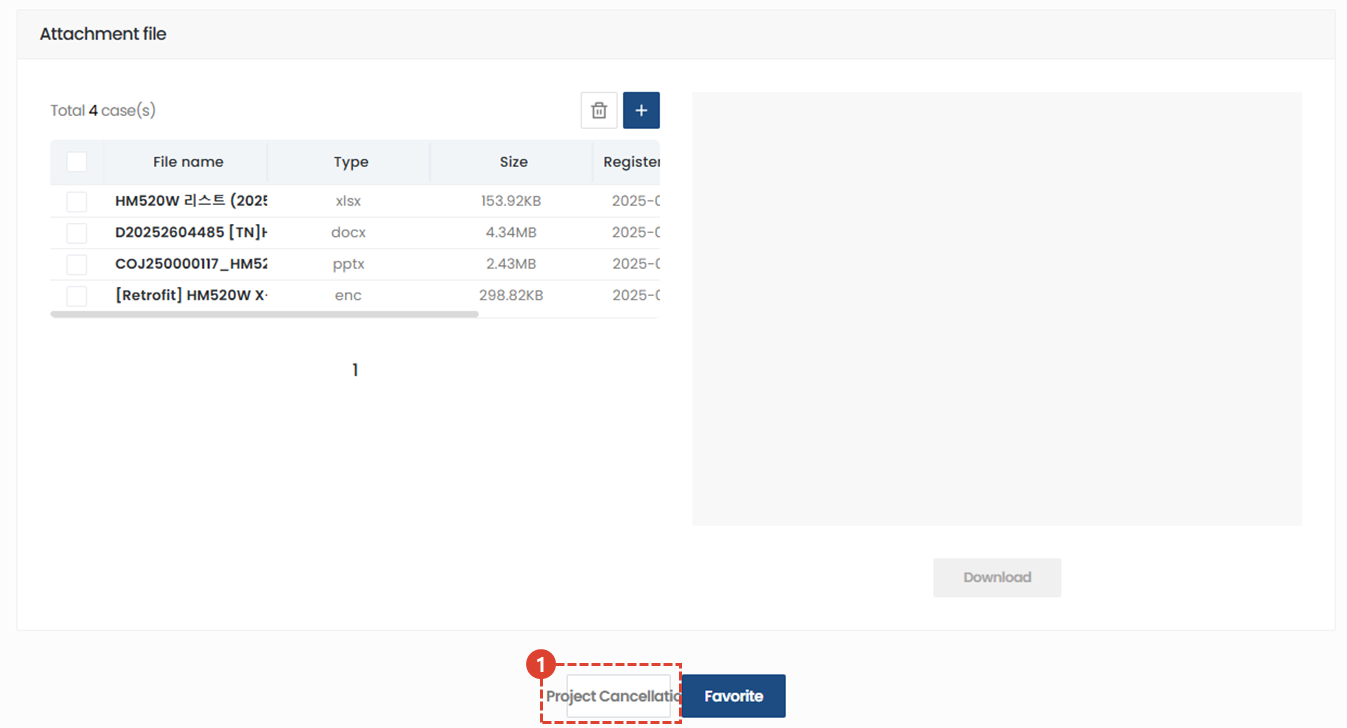 Attachment file
Total 4 case(s)
+
File name Type Size Register
HM520W 리스트 (2025 xlsx 153.92KB 2025-0
D20252604485 [TN]H docx 4.34MB 2025-0
COJ250000117_HM52 pptx 2.43MB 2025-0
[Retrofit] HM520W X- enc 298.82KB 2025-0
1
Download
1
Project Cancellatio Favorite